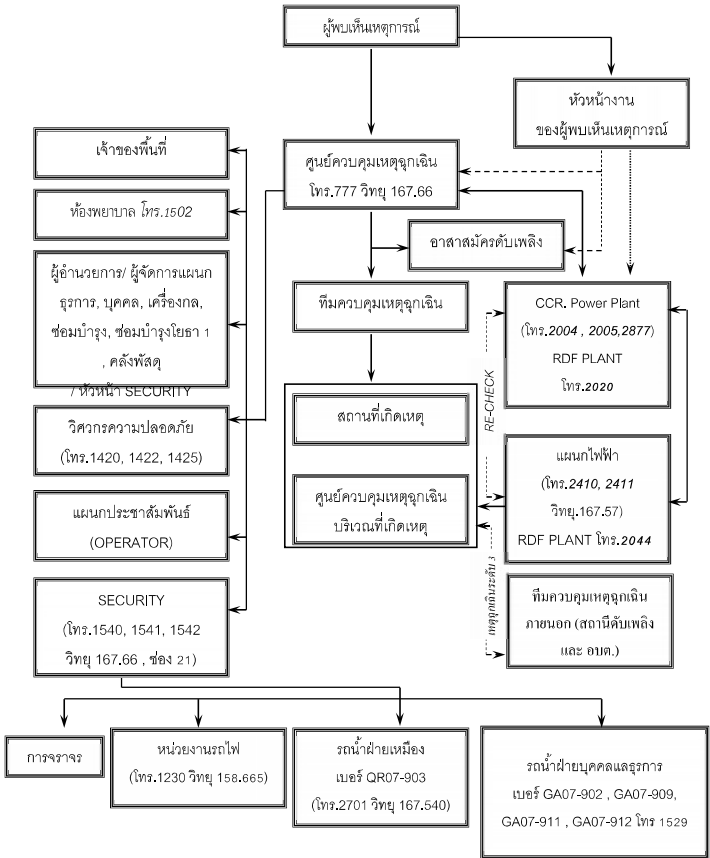 ผู้พบเห็นเหตุการณ์
หัวหน้างาน
ของผู้พบเห็นเหตุการณ์
เจ้าของพื้นที่
ศูนย์ควบคุมเหตุฉุกเฉิน
โทร.777 วิทยุ 167.66
ห้องพยาบาล โทร.1502
อาสาสมัครดับเพลิง
ผู้อำนวยการ/ ผู้จัดการแผนก
ธุรการ, บุคคล, เครื่องกล,
ซ่อมบำรุง, ซ่อมบำรุงโยธา 1
, คลังพัสดุ
/ หัวหน้า SECURITY
ทีมควบคุมเหตุฉุกเฉิน
CCR. Power Plant
(โทร.2004 , 2005,2877)
RDF PLANT
โทร.2020
RE-CHECK
วิศวกรความปลอดภัย
(โทร.1420, 1422, 1425)
สถานที่เกิดเหตุ
แผนกไฟฟ้า
(โทร.2410, 2411
วิทยุ.167.57)
RDF PLANT โทร.2044
ศูนย์ควบคุมเหตุฉุกเฉิน
บริเวณที่เกิดเหตุ
แผนกประชาสัมพันธ์
(OPERATOR)
เหตุฉุกเฉินระดับ 3
ทีมควบคุมเหตุฉุกเฉิน
ภายนอก (สถานีดับเพลิง
และ อบต.)
SECURITY
(โทร.1540, 1541, 1542
วิทยุ 167.66 , ช่อง 21)
การจราจร
หน่วยงานรถไฟ
(โทร.1230 วิทยุ 158.665)
รถน้ำฝ่ายเหมือง
เบอร์ QR07-903
(โทร.2701 วิทยุ 167.540)
รถน้ำฝ่ายบุคคลและธุรการ
เบอร์ GA07-902 , GA07-909,
GA07-911 , GA07-912 โทร 1529